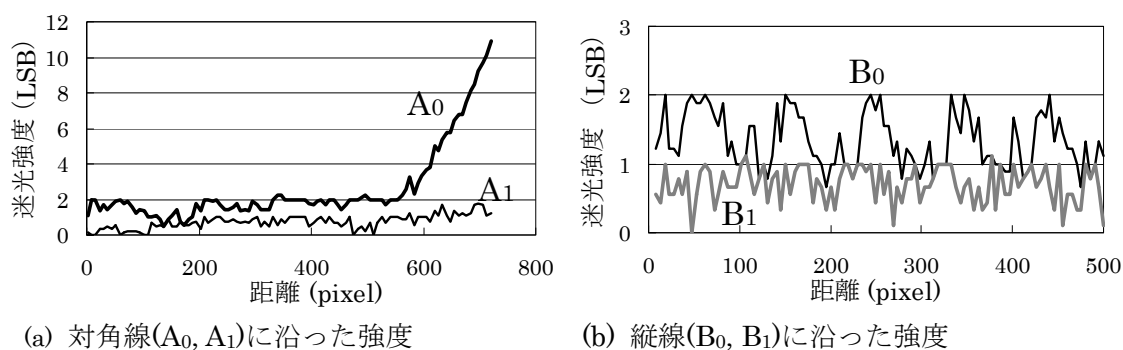 12
10
8
6
4
2
0
迷光強度 (LSB)
A0
A1
0 200 400 600 800
距離 (pixel)
(a) 対角線(A0, A1)に沿った強度
3
2
1
0
迷光強度 (LSB)
B0
B1
0 100 200 300 400 500
距離 (pixel)
(b) 縦線(B0, B1)に沿った強度